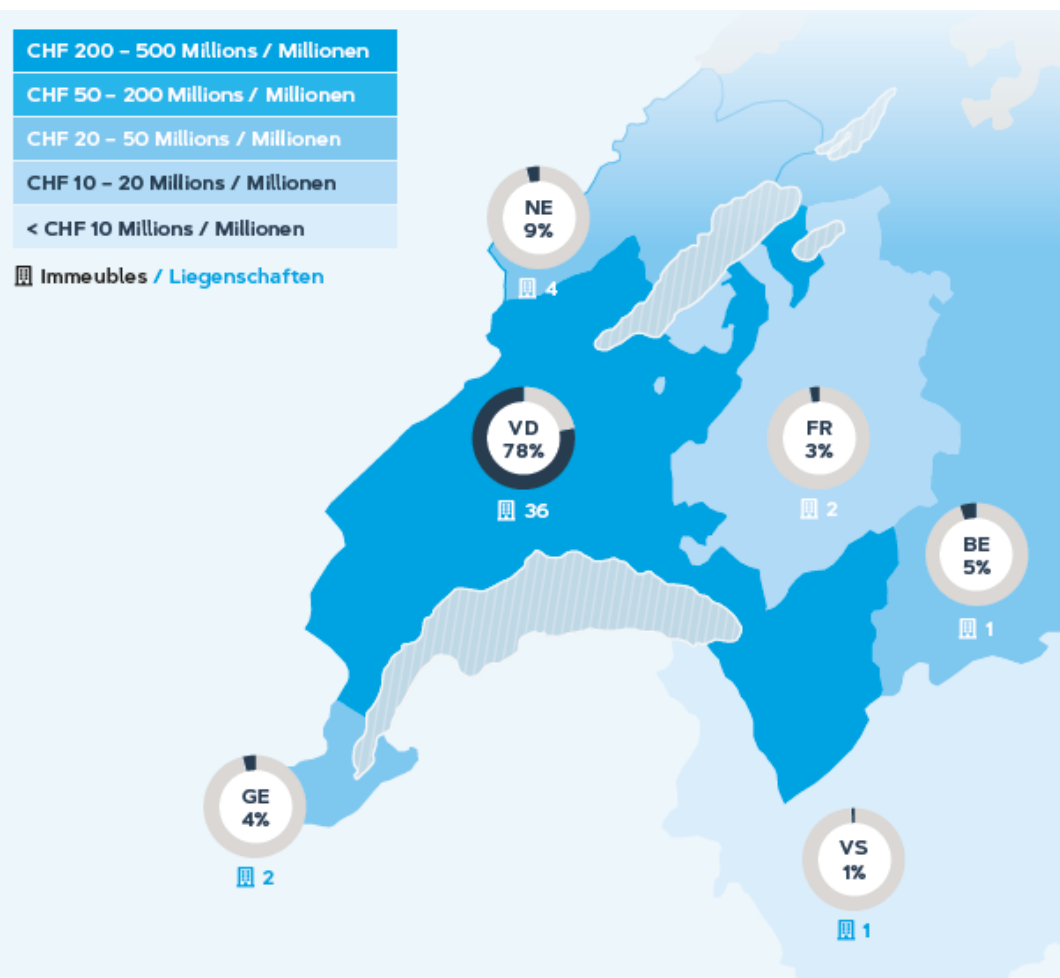 CHF 200 – 500 Millions / Millionen
CHF 50 – 200 Millions / Millionen
CHF 20 – 50 Millions / Millionen
CHF 10 – 20 Millions / Millionen
< CHF 10 Millions / Millionen
Immeubles / Liegenschaften
NE
9%
4
VD
78%
36
FR
3%
2
BE
5%
1
GE
4%
2
VS
1%
1